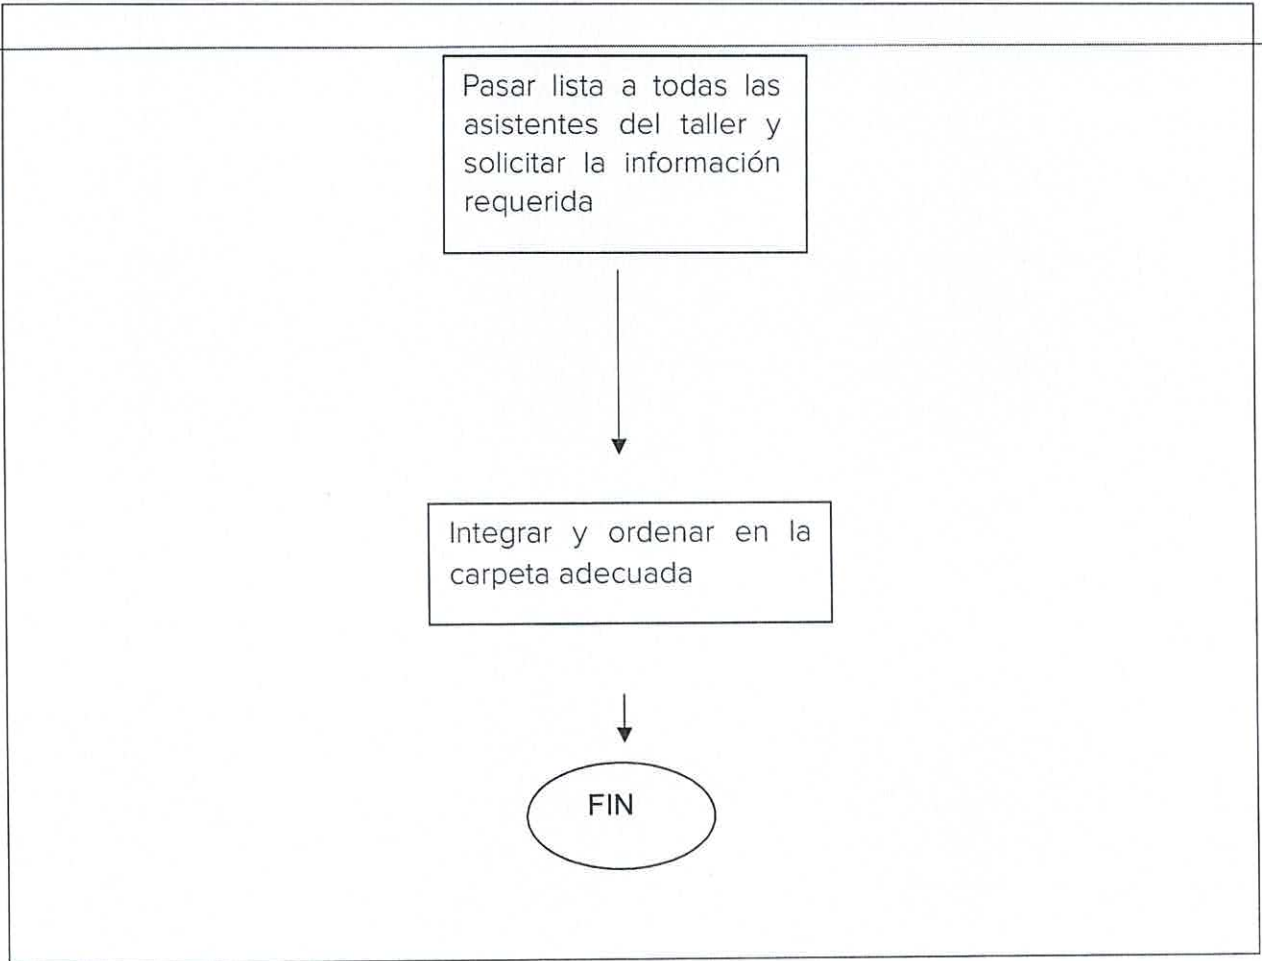 Pasar lista a todas las
asistentes del taller y
solicitar la información
requerida
Integrar y ordenar en la
carpeta adecuada
FIN